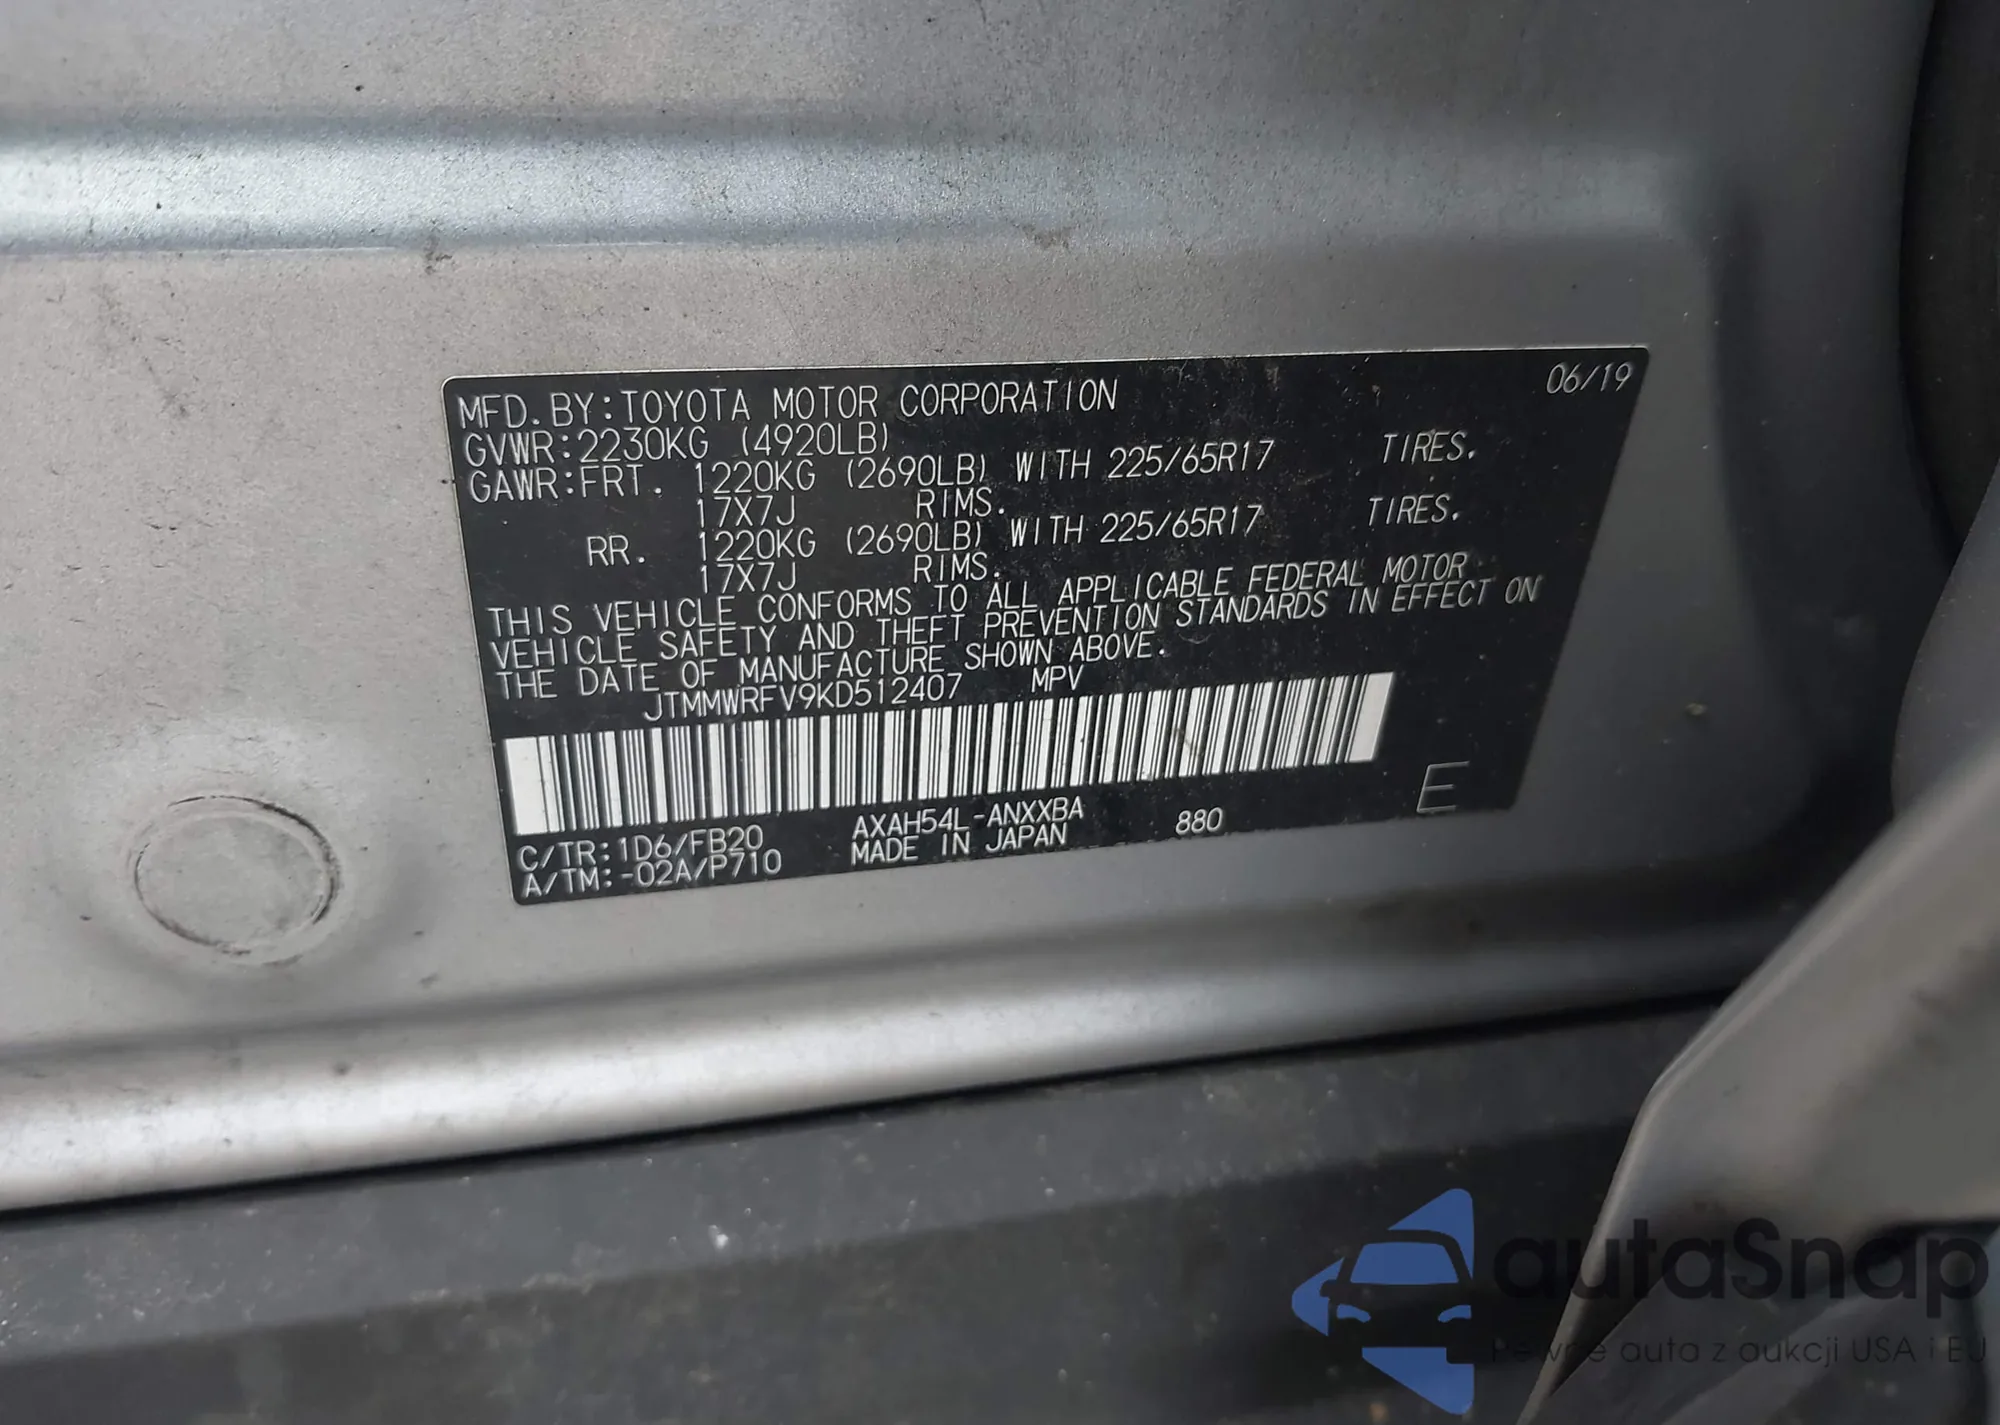 MFD.BY:TOYOTA MOTOR CORPORATION 06/19
GVWR:2230KG (4920LB)
GAWR:FRT. 1220KG (2690LB) WITH 225/65R17 TIRES.
17X7J RIMS.
RR. 1220KG (2690LB) WITH 225/65R17 TIRES.
17X7J RIMS.
THIS VEHICLE CONFORMS TO ALL APPLICABLE FEDERAL MOTOR
VEHICLE SAFETY AND THEFT PREVENTION STANDARDS IN EFFECT ON
THE DATE OF MANUFACTURE SHOWN ABOVE.
JTMMWRFV9KD512407 MPV
E
C/TR:1D6/FB20 AXAH54L-ANXXBA 880
A/TM:-02A/P710 MADE IN JAPAN
autaSnap
Pewne auta z aukcji USA i EU